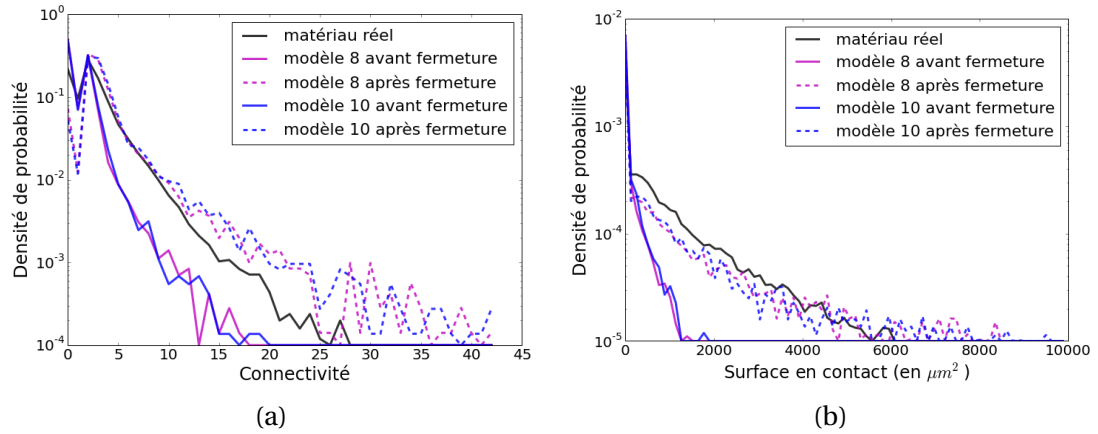 10^0
10^{-1}
10^{-2}
10^{-3}
10^{-4}
Densité de probabilité
matériau réel
modèle 8 avant fermeture
modèle 8 après fermeture
modèle 10 avant fermeture
modèle 10 après fermeture
0 5 10 15 20 25 30 35 40 45
Connectivité
(a)
10^{-2}
10^{-3}
10^{-4}
10^{-5}
Densité de probabilité
matériau réel
modèle 8 avant fermeture
modèle 8 après fermeture
modèle 10 avant fermeture
modèle 10 après fermeture
0 2000 4000 6000 8000 10000
Surface en contact (en μm^2 )
(b)